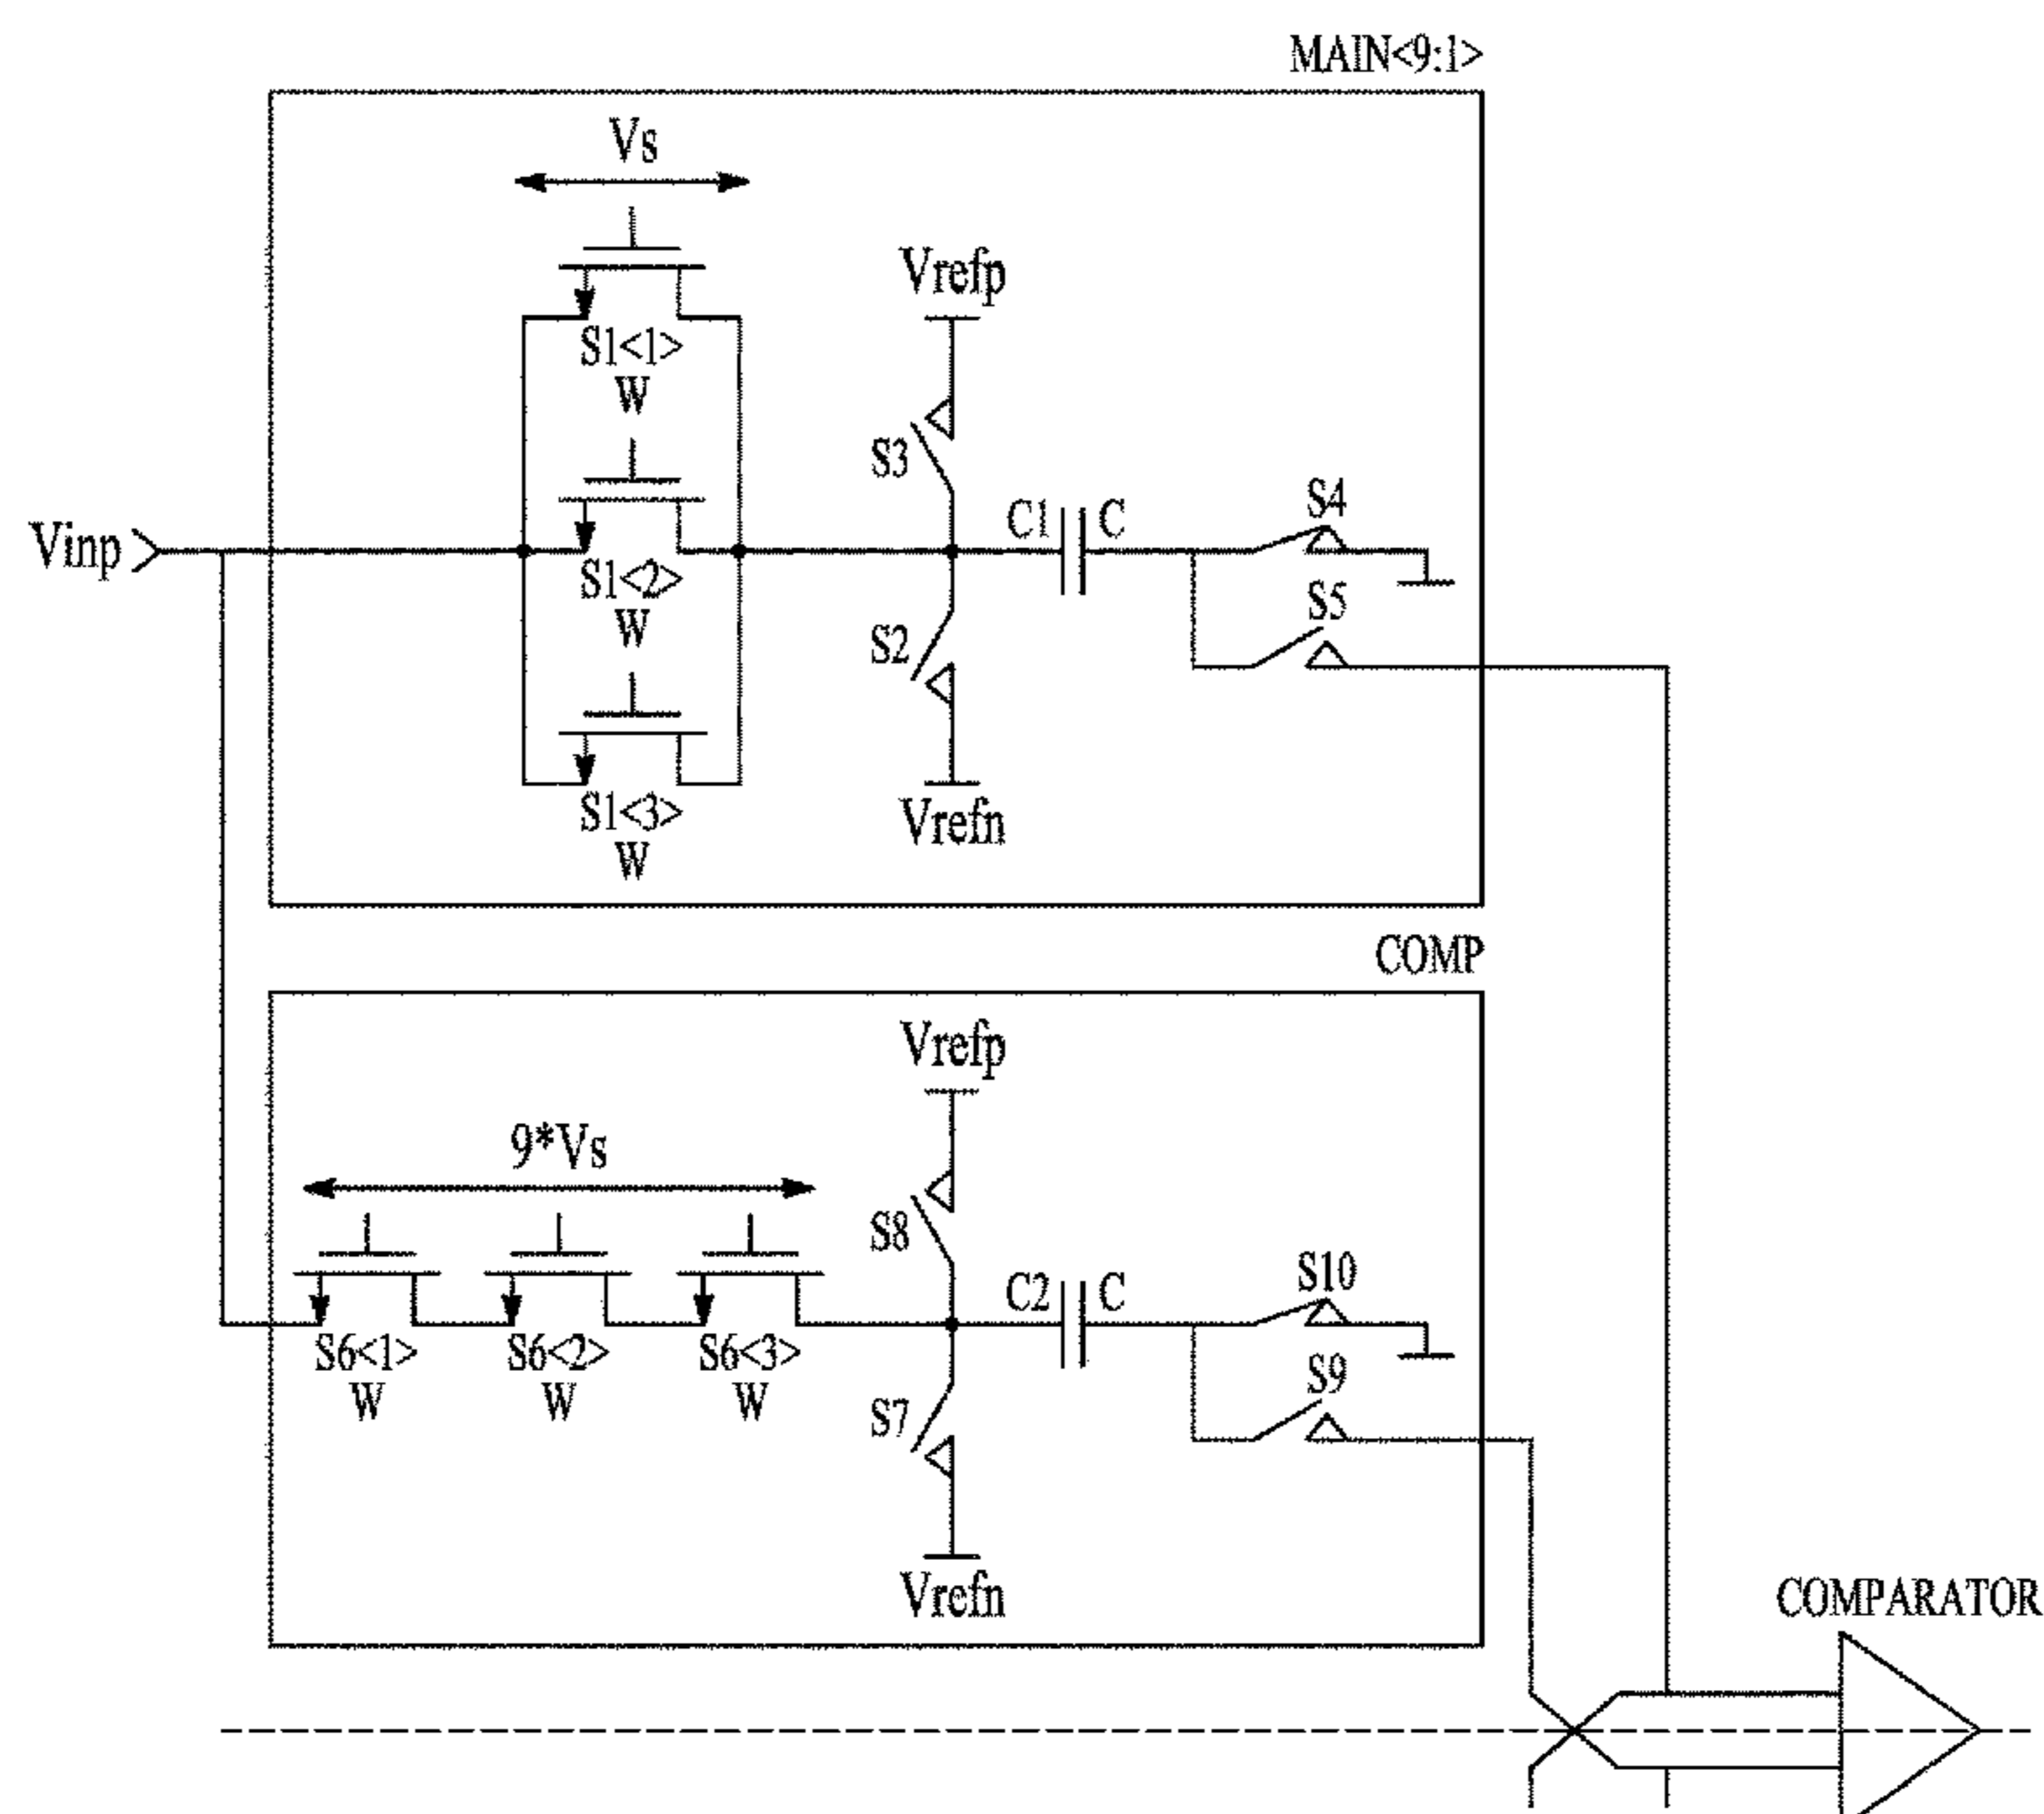 MAIN<9:1>
Vs
Vrefp
S1<1>
W
S3
C1
C
S4
Vinp
S1<2>
W
S2
S5
S1<3>
W
Vrefn
COMP
Vrefp
9*Vs
S8
C2
C
S10
S6<1>
W
S6<2>
W
S6<3>
W
S7
S9
Vrefn
COMPARATOR